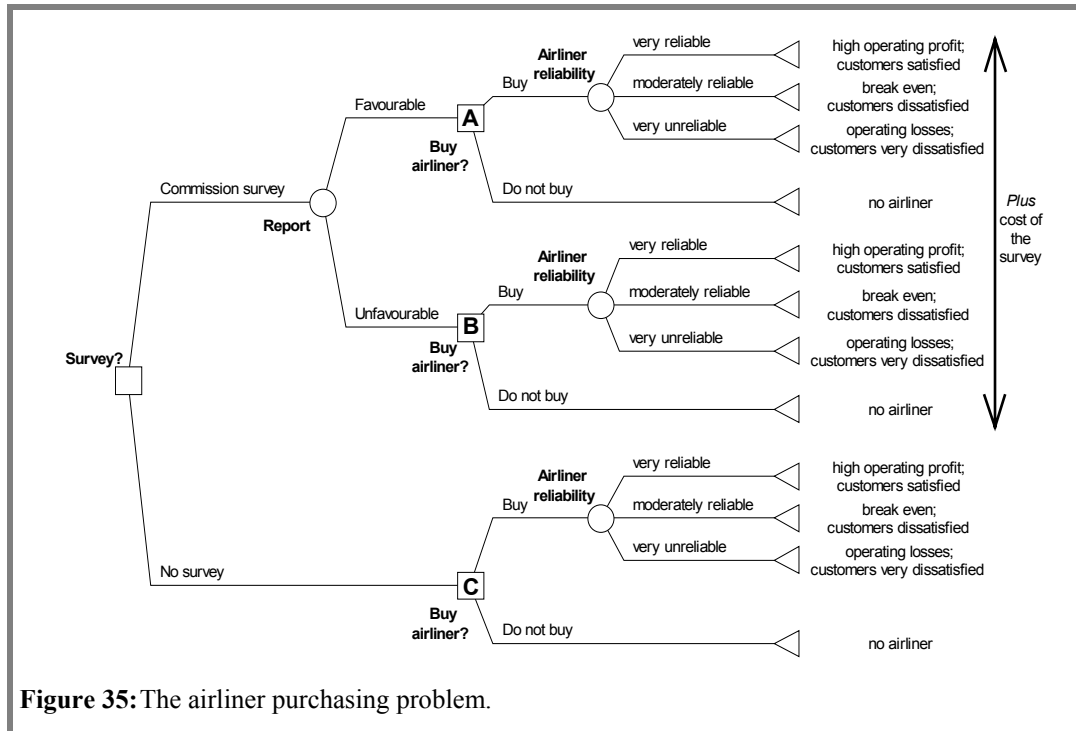 very reliable
Airliner
reliability
high operating profit;
customers satisfied
Buy
moderately reliable
break even;
customers dissatisfied
Favourable
A
very unreliable
operating losses;
customers very dissatisfied
Buy
airliner?
Do not buy
no airliner
Commission survey
Report
Plus
cost of
the
survey
very reliable
Airliner
reliability
high operating profit;
customers satisfied
Buy
moderately reliable
break even;
customers dissatisfied
Unfavourable
B
very unreliable
operating losses;
customers very dissatisfied
Buy
airliner?
Survey?
Do not buy
no airliner
very reliable
Airliner
reliability
high operating profit;
customers satisfied
Buy
moderately reliable
break even;
customers dissatisfied
very unreliable
operating losses;
customers very dissatisfied
No survey
C
Buy
airliner?
Do not buy
no airliner
Figure 35: The airliner purchasing problem.